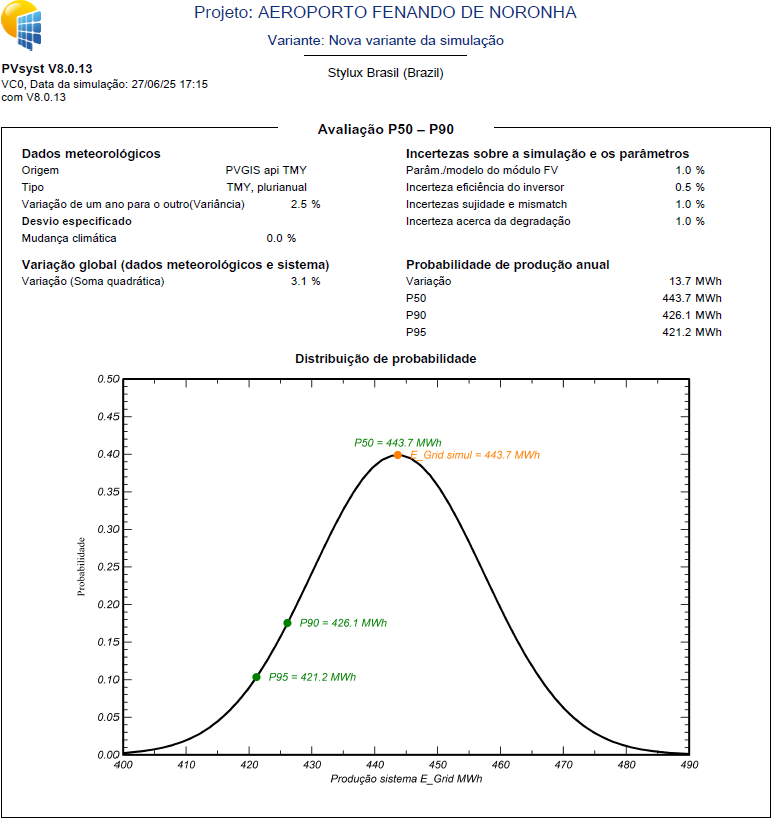 Projeto: AEROPORTO FENANDO DE NORONHA
Variante: Nova variante da simulação
PVsyst V8.0.13
VC0, Data da simulação: 27/06/25 17:15
com V8.0.13
Stylux Brasil (Brazil)
Avaliação P50 – P90
Dados meteorológicos
Origem PVGIS api TMY
Tipo TMY, plurianual
Variação de um ano para o outro(Variância) 2.5 %
Desvio especificado
Mudança climática 0.0 %
Variação global (dados meteorológicos e sistema)
Variação (Soma quadrática) 3.1 %
Incertezas sobre a simulação e os parâmetros
Parâm./modelo do módulo FV 1.0 %
Incerteza eficiência do inversor 0.5 %
Incertezas sujidade e mismatch 1.0 %
Incerteza acerca da degradação 1.0 %
Probabilidade de produção anual
Variação 13.7 MWh
P50 443.7 MWh
P90 426.1 MWh
P95 421.2 MWh
Distribuição de probabilidade
0.50
0.45
0.40
0.35
0.30
0.25
0.20
0.15
0.10
0.05
0.00
Probabilidade
P50 = 443.7 MWh
E_Grid simul = 443.7 MWh
P90 = 426.1 MWh
P95 = 421.2 MWh
400 410 420 430 440 450 460 470 480 490
Produção sistema E_Grid MWh